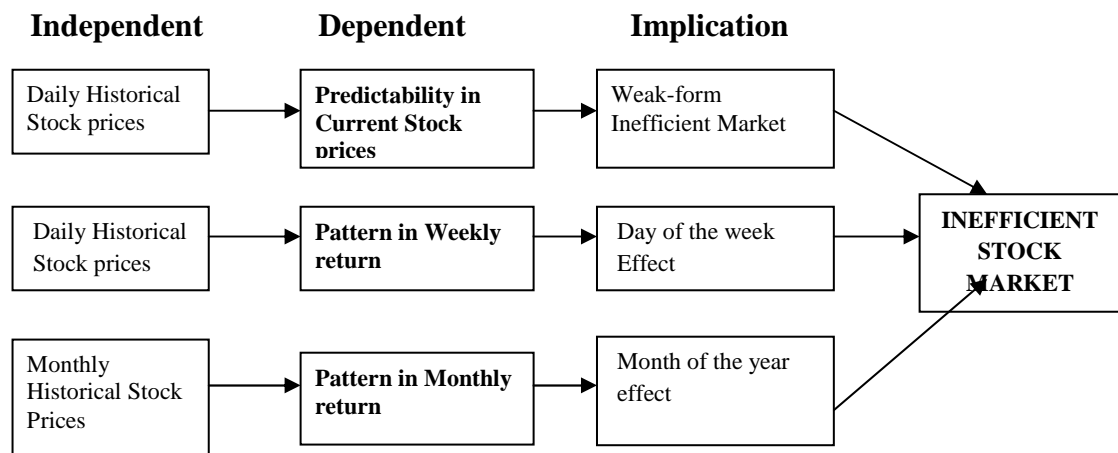 Independent Dependent Implication
Daily Historical
Stock prices
Predictability in
Current Stock
prices
Weak-form
Inefficient Market
Daily Historical
Stock prices
Pattern in Weekly
return
Day of the week
Effect
INEFFICIENT
STOCK
MARKET
Monthly
Historical Stock
Prices
Pattern in Monthly
return
Month of the year
effect